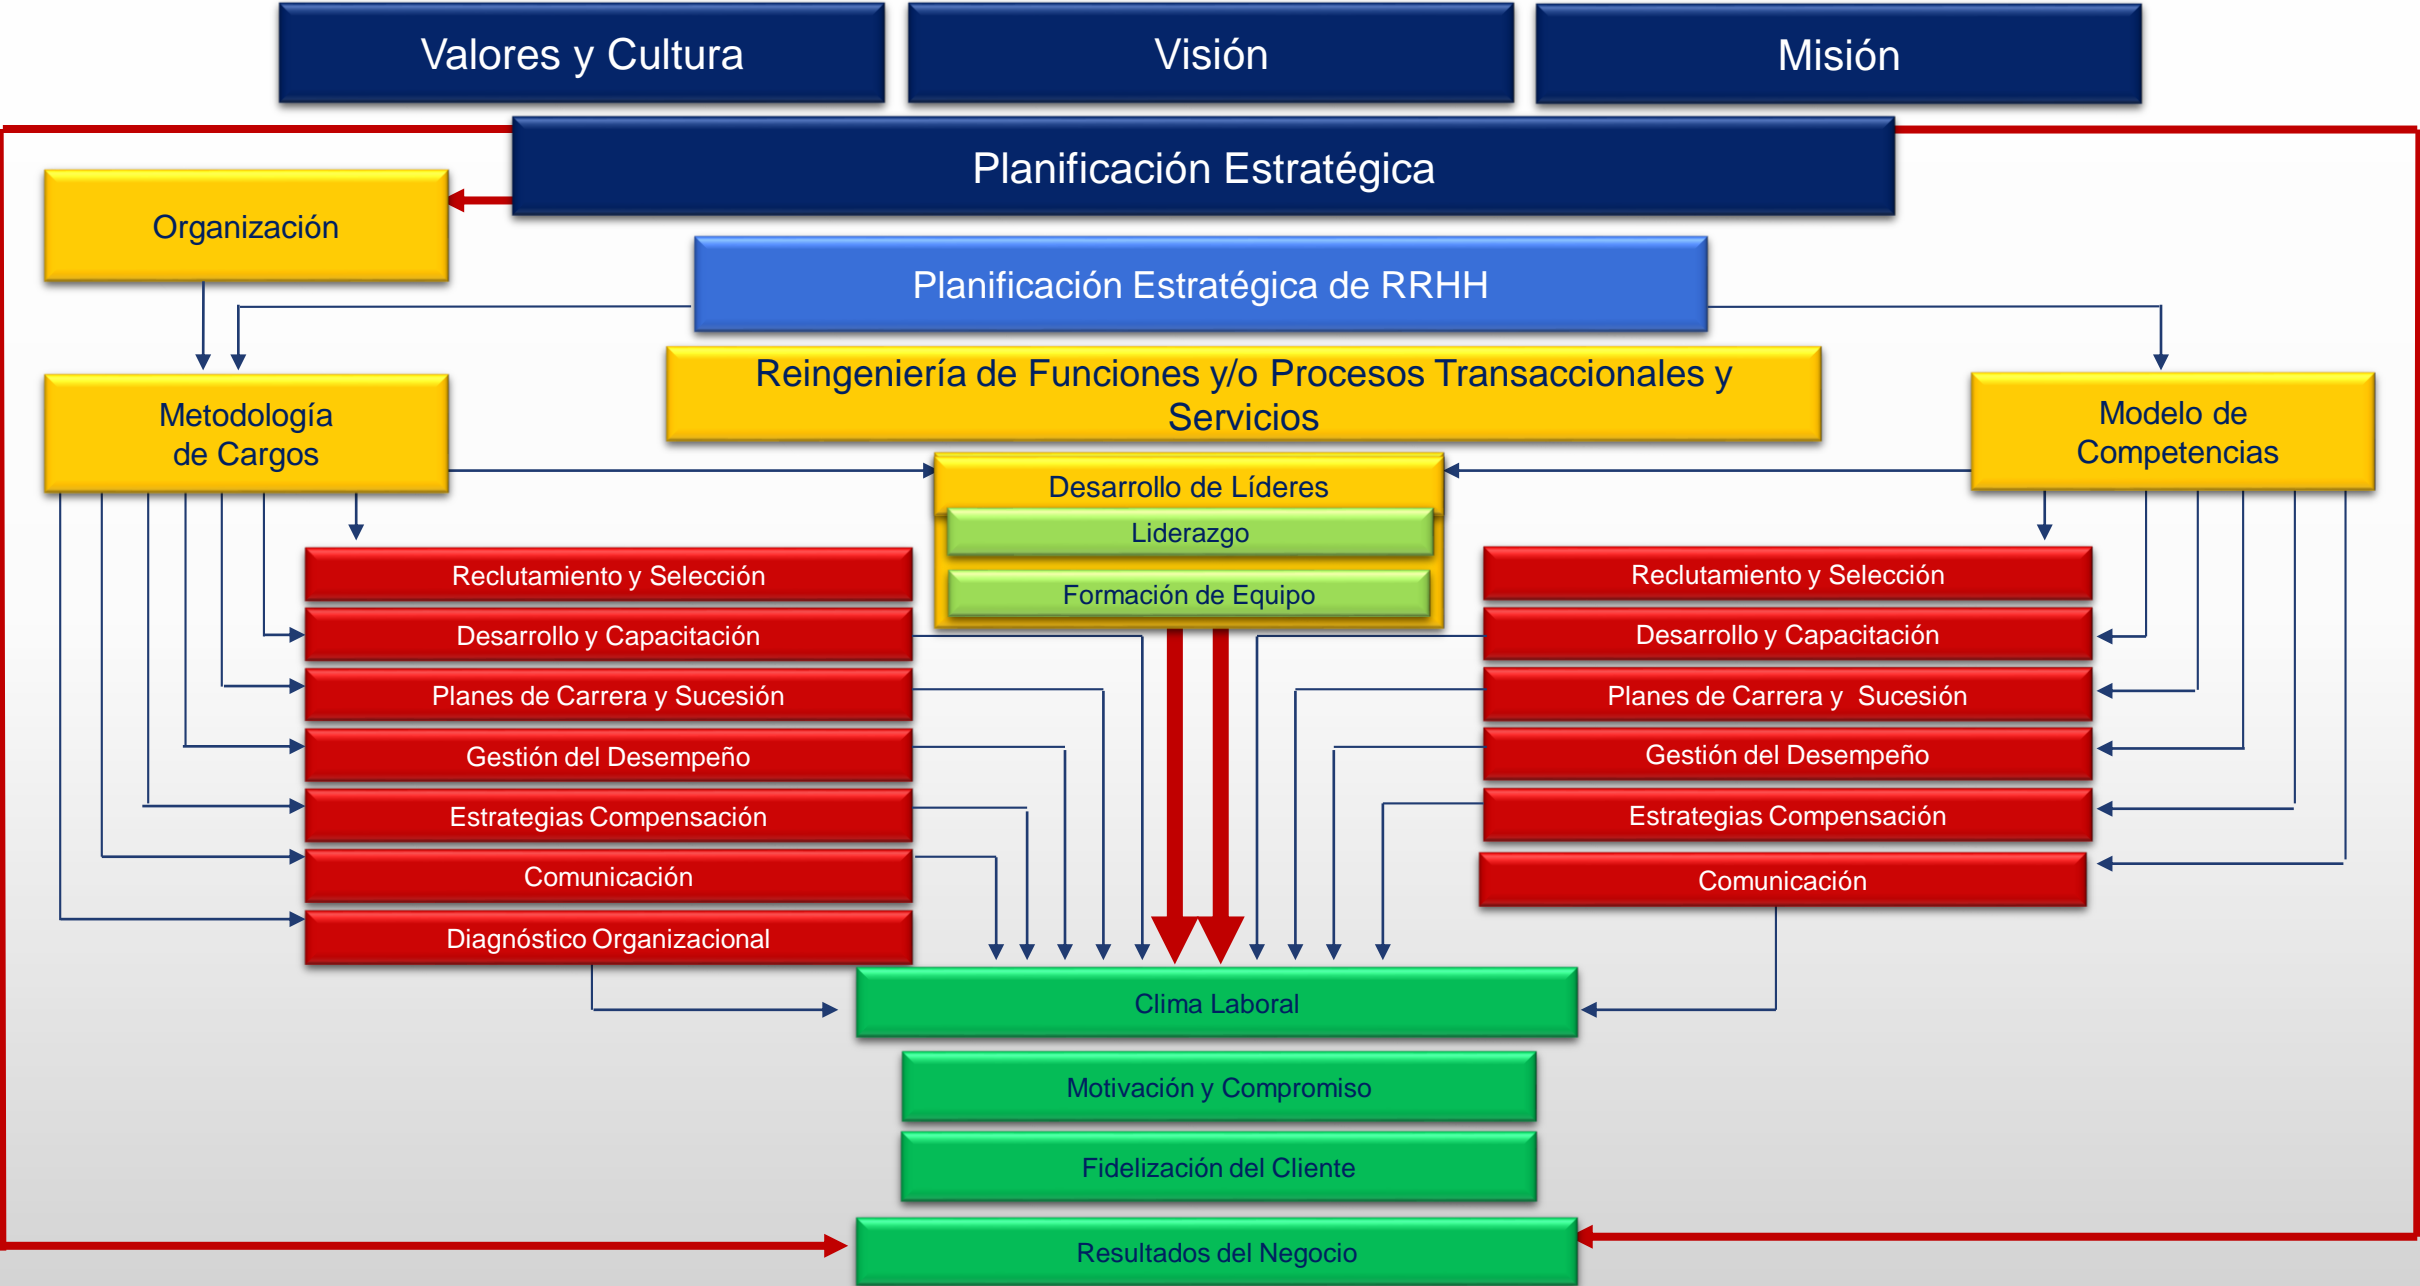 Valores y Cultura
Visión
Misión
Planificación Estratégica
Organización
Planificación Estratégica de RRHH
Reingeniería de Funciones y/o Procesos Transaccionales y
Servicios
Metodología
de Cargos
Modelo de
Competencias
Desarrollo de Líderes
Liderazgo
Formación de Equipo
Reclutamiento y Selección
Desarrollo y Capacitación
Planes de Carrera y Sucesión
Gestión del Desempeño
Estrategias Compensación
Comunicación
Diagnóstico Organizacional
Reclutamiento y Selección
Desarrollo y Capacitación
Planes de Carrera y Sucesión
Gestión del Desempeño
Estrategias Compensación
Comunicación
Clima Laboral
Motivación y Compromiso
Fidelización del Cliente
Resultados del Negocio